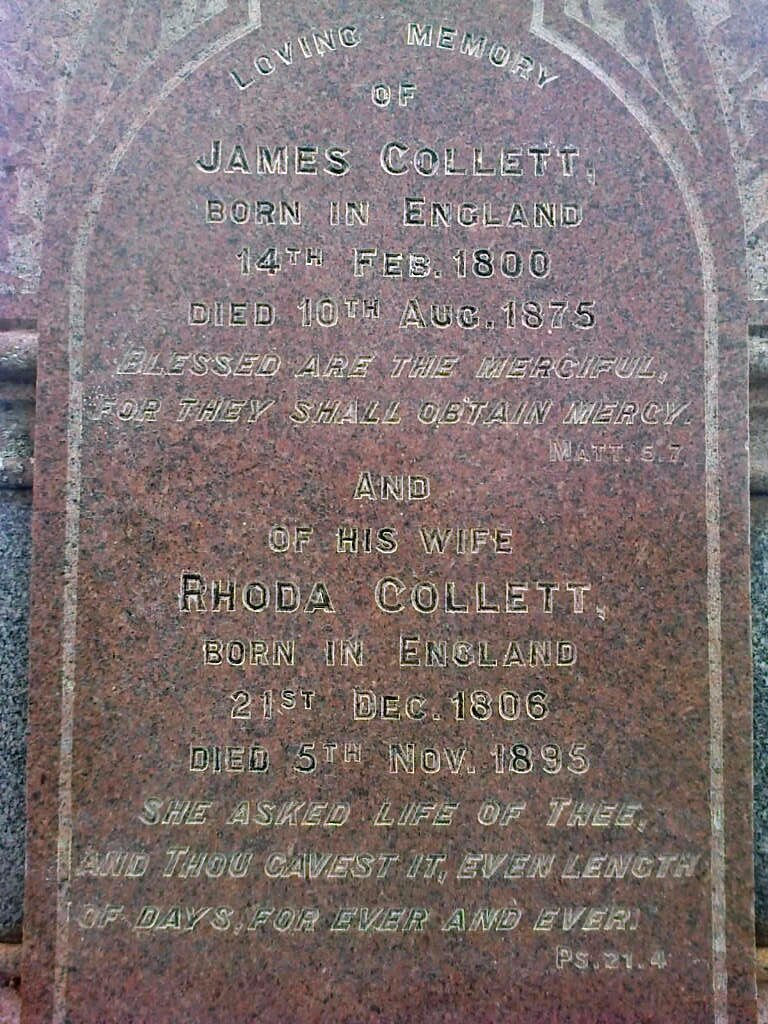 LOVING MEMORY
OF
JAMES COLLETT,
BORN IN ENGLAND
14TH FEB. 1800
DIED 10TH AUG. 1875
BLESSED ARE THE MERCIFUL,
FOR THEY SHALL OBTAIN MERCY.
MATT. 5.7
AND
OF HIS WIFE
RHODA COLLETT,
BORN IN ENGLAND
21ST DEC. 1806
DIED 5TH NOV. 1895
SHE ASKED LIFE OF THEE,
AND THOU GAVEST IT, EVEN LENGTH
OF DAYS, FOR EVER AND EVER.
PS. 21.4